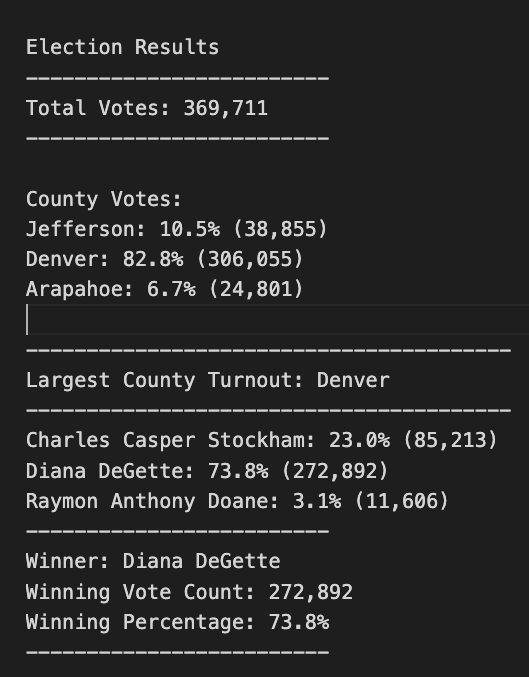 Election Results
-------------------------
Total Votes: 369,711
-------------------------
County Votes:
Jefferson: 10.5% (38,855)
Denver: 82.8% (306,055)
Arapahoe: 6.7% (24,801)
----------------------------------------
Largest County Turnout: Denver
----------------------------------------
Charles Casper Stockham: 23.0% (85,213)
Diana DeGette: 73.8% (272,892)
Raymon Anthony Doane: 3.1% (11,606)
-------------------------
Winner: Diana DeGette
Winning Vote Count: 272,892
Winning Percentage: 73.8%
-------------------------